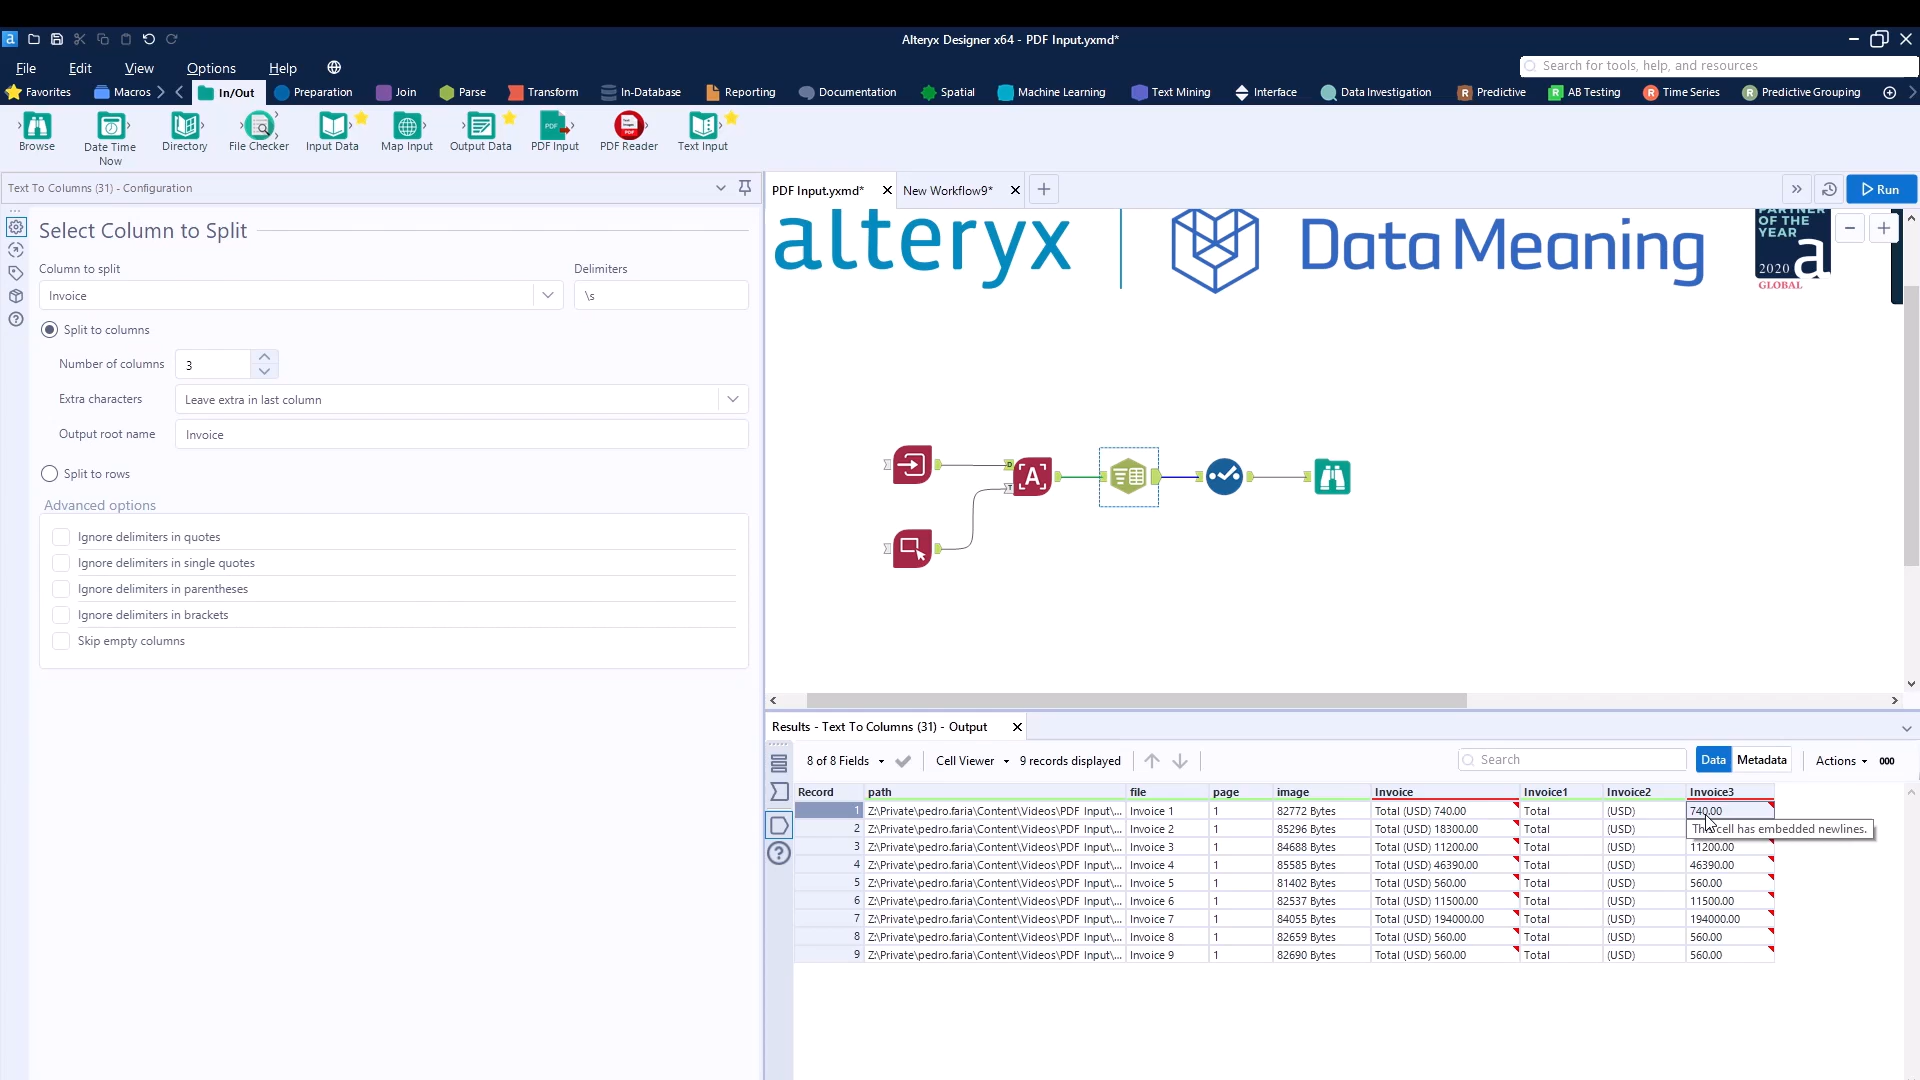 Alteryx Designer x64 - PDF Input.yxmd*
File Edit View Options Help
Search for tools, help, and resources
Favorites Macros In/Out Preparation Join Parse Transform In-Database Reporting Documentation Spatial Machine Learning Text Mining Interface Data Investigation Predictive AB Testing Time Series Predictive Grouping
Browse Date Time Now Directory File Checker Input Data Map Input Output Data PDF Input PDF Reader Text Input
Text To Columns (31) - Configuration
PDF Input.yxmd* New Workflow9* Run
Select Column to Split
Column to split Delimiters
Invoice \s
Split to columns
Number of columns 3
Extra characters Leave extra in last column
Output root name Invoice
Split to rows
Advanced options
Ignore delimiters in quotes
Ignore delimiters in single quotes
Ignore delimiters in parentheses
Ignore delimiters in brackets
Skip empty columns
alteryx Data Meaning
PARTNER
OF THE
YEAR
2020 a
GLOBAL
A
Results - Text To Columns (31) - Output
8 of 8 Fields Cell Viewer 9 records displayed Search Data Metadata Actions 000
Record path file page image Invoice Invoice1 Invoice2 Invoice3
1 Z:\Private\pedro.faria\Content\Videos\PDF Input\... Invoice 1 1 82772 Bytes Total (USD) 740.00 Total (USD) 740.00
2 Z:\Private\pedro.faria\Content\Videos\PDF Input\... Invoice 2 1 85296 Bytes Total (USD) 18300.00 Total (USD)
cell has embedded newlines.
3 Z:\Private\pedro.faria\Content\Videos\PDF Input\... Invoice 3 1 84688 Bytes Total (USD) 11200.00 Total (USD) 11200.00
4 Z:\Private\pedro.faria\Content\Videos\PDF Input\... Invoice 4 1 85585 Bytes Total (USD) 46390.00 Total (USD) 46390.00
5 Z:\Private\pedro.faria\Content\Videos\PDF Input\... Invoice 5 1 81402 Bytes Total (USD) 560.00 Total (USD) 560.00
6 Z:\Private\pedro.faria\Content\Videos\PDF Input\... Invoice 6 1 82537 Bytes Total (USD) 11500.00 Total (USD) 11500.00
7 Z:\Private\pedro.faria\Content\Videos\PDF Input\... Invoice 7 1 84055 Bytes Total (USD) 194000.00 Total (USD) 194000.00
8 Z:\Private\pedro.faria\Content\Videos\PDF Input\... Invoice 8 1 82659 Bytes Total (USD) 560.00 Total (USD) 560.00
9 Z:\Private\pedro.faria\Content\Videos\PDF Input\... Invoice 9 1 82690 Bytes Total (USD) 560.00 Total (USD) 560.00